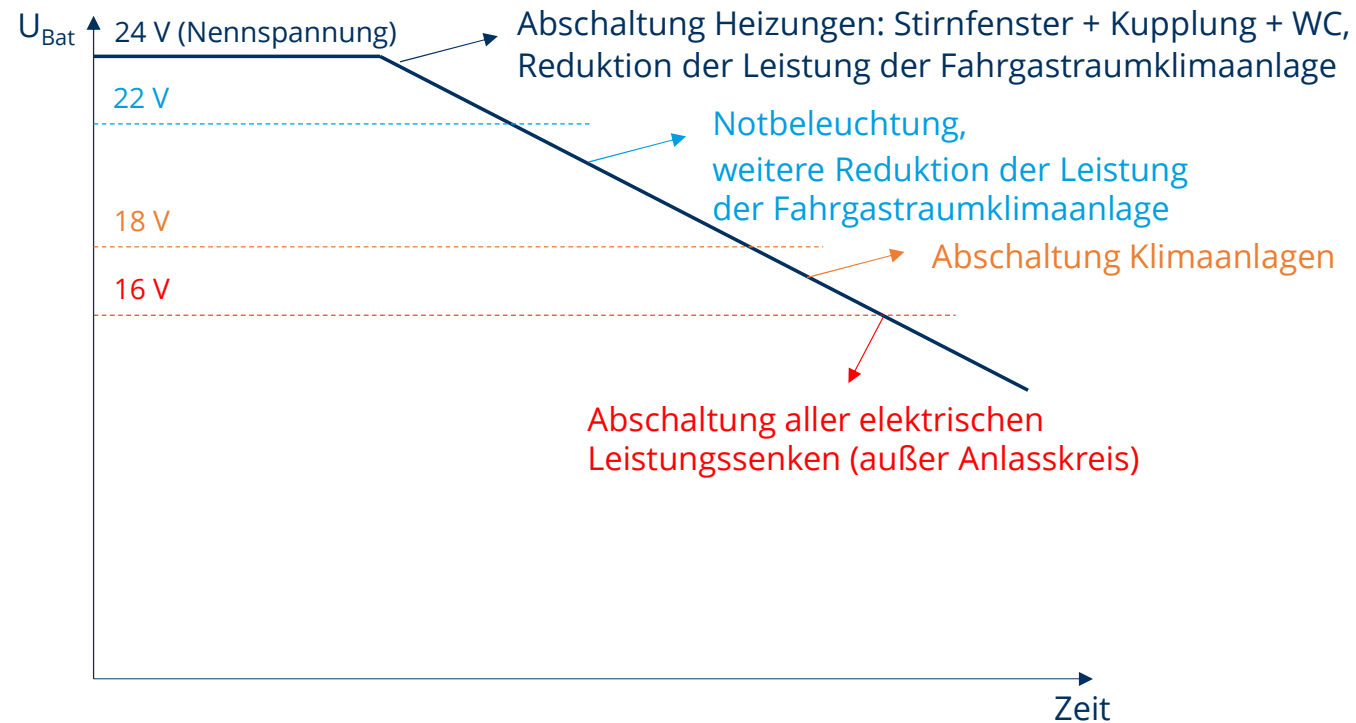 U_Bat
24 V (Nennspannung)
Abschaltung Heizungen: Stirnfenster + Kupplung + WC,
Reduktion der Leistung der Fahrgastraumklimaanlage
22 V
Notbeleuchtung,
weitere Reduktion der Leistung
der Fahrgastraumklimaanlage
18 V
Abschaltung Klimaanlagen
16 V
Abschaltung aller elektrischen
Leistungssenken (außer Anlasskreis)
Zeit